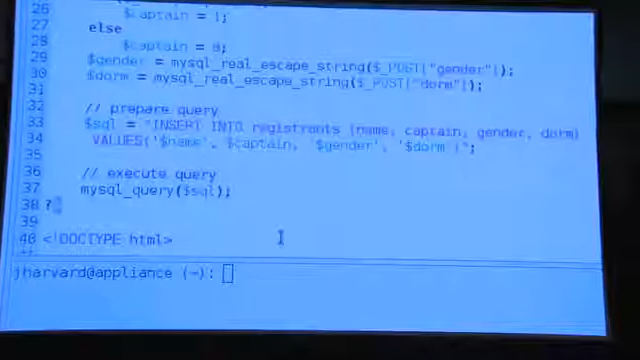 26
27 $captain = 1;
28 else
29 $captain = 0;
30 $gender = mysql_real_escape_string($_POST["gender"]);
31 $dorm = mysql_real_escape_string($_POST["dorm"]);
32 // prepare query
33 $sql = "INSERT INTO registrants (name, captain, gender, dorm)
34 VALUES('$name', $captain, '$gender', '$dorm')";
35
36 // execute query
37 mysql_query($sql);
38 ?>
39
40 <!DOCTYPE html>
jharvard@appliance (~):